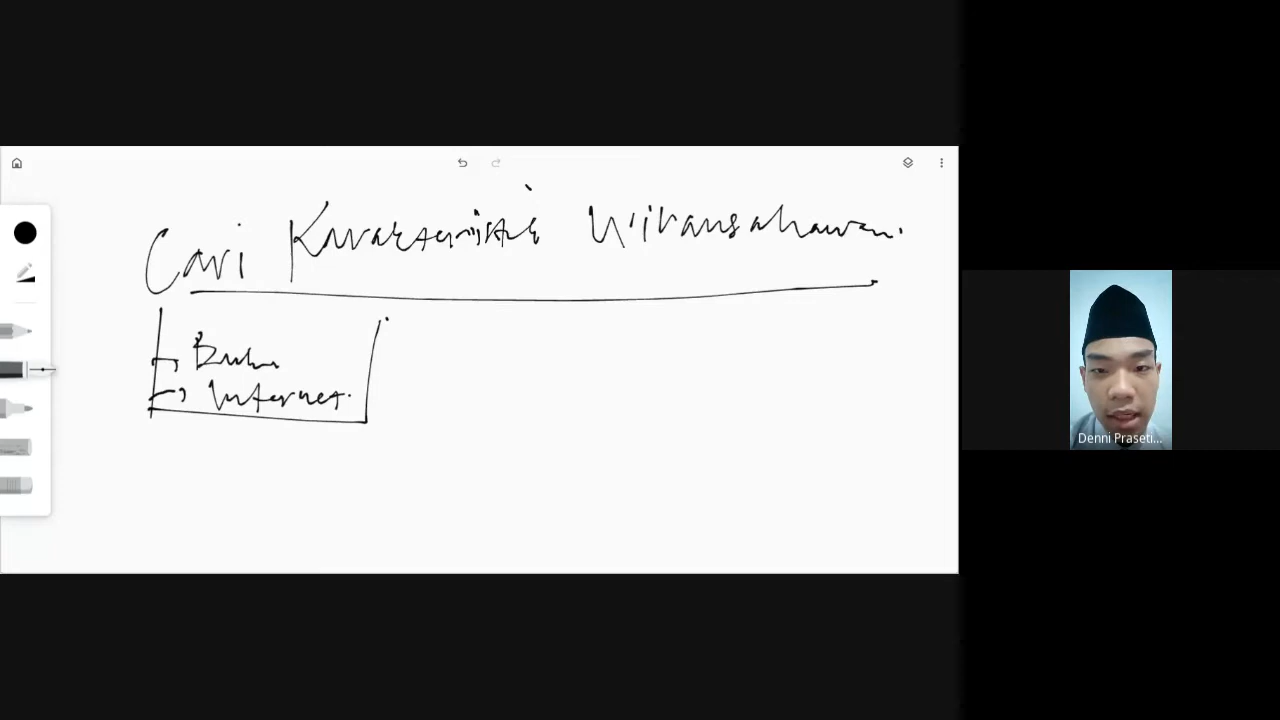 Cari Karakteristik Wirausahawan.
Buku
Internet.
Denni Praseti...